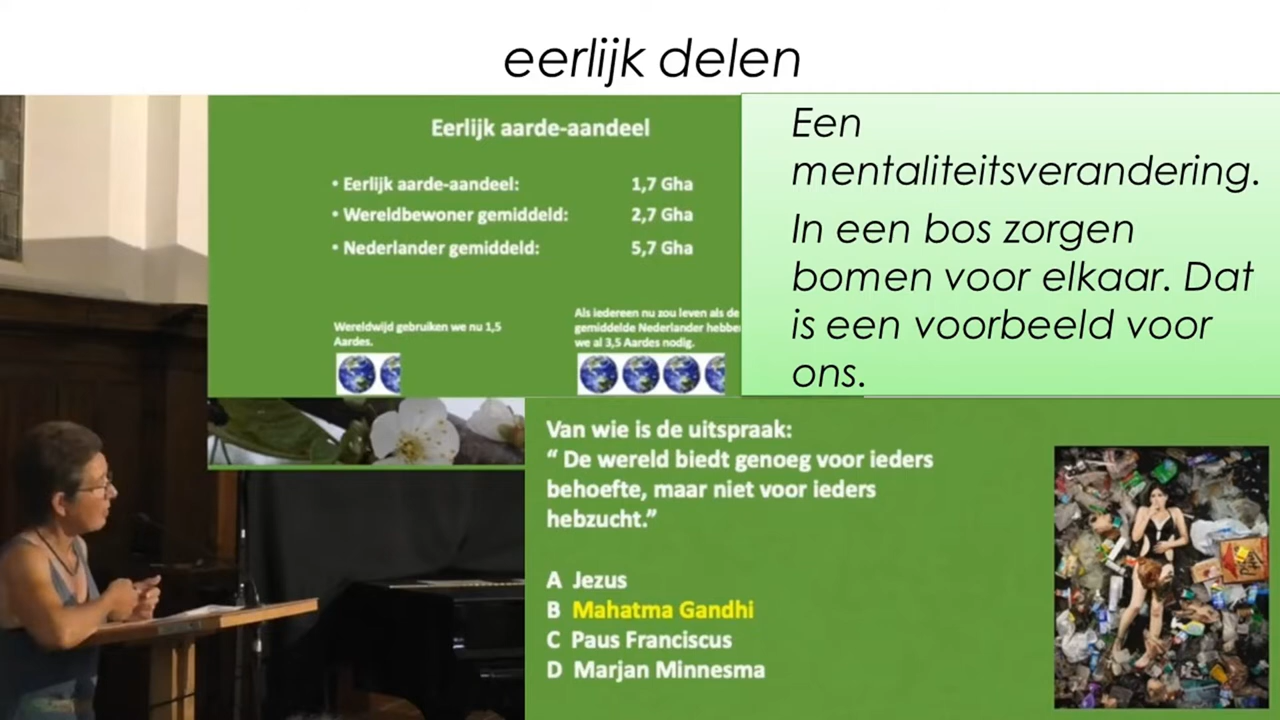 eerlijk delen
Eerlijk aarde-aandeel
• Eerlijk aarde-aandeel: 1,7 Gha
• Wereldbewoner gemiddeld: 2,7 Gha
• Nederlander gemiddeld: 5,7 Gha
Wereldwijd gebruiken we nu 1,5
Aardes.
Als iedereen nu zou leven als de
gemiddelde Nederlander hebben
we al 3,5 Aardes nodig.
Een
mentaliteitsverandering.
In een bos zorgen
bomen voor elkaar. Dat
is een voorbeeld voor
ons.
Van wie is de uitspraak:
“ De wereld biedt genoeg voor ieders
behoefte, maar niet voor ieders
hebzucht.”
A Jezus
B Mahatma Gandhi
C Paus Franciscus
D Marjan Minnesma